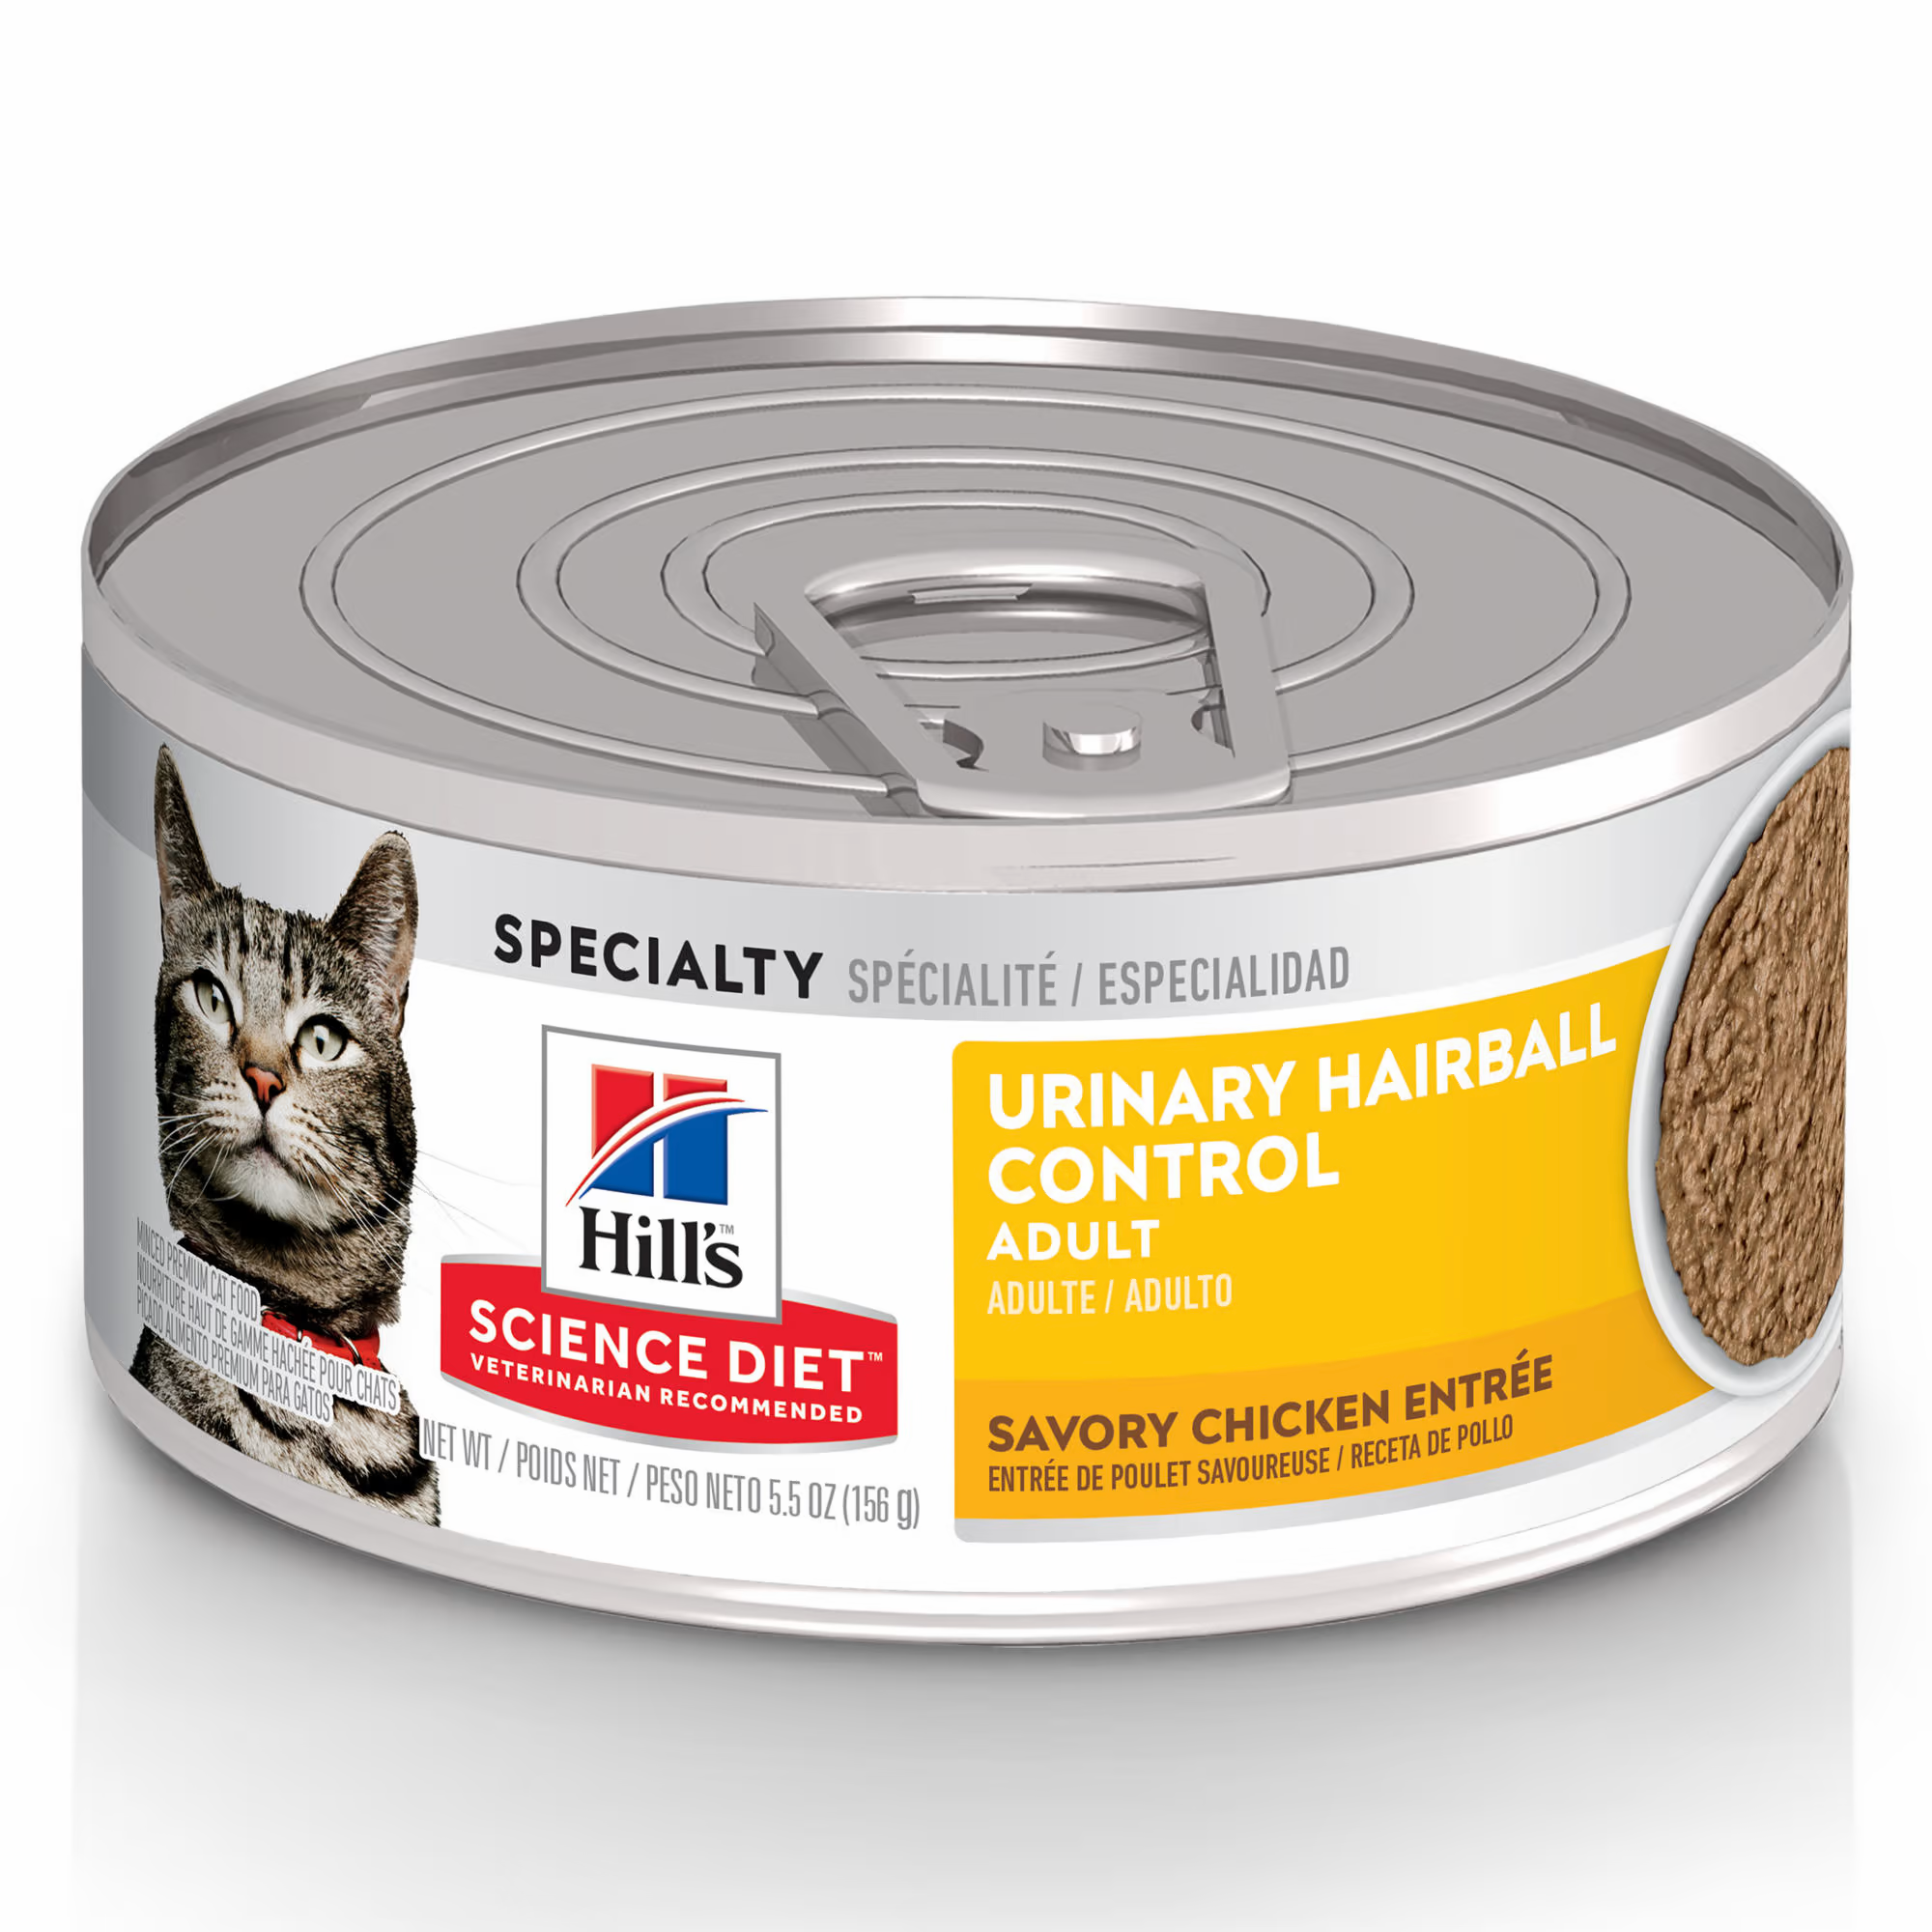 SPECIALTY SPÉCIALITÉ / ESPECIALIDAD
Hill's™
SCIENCE DIET™
VETERINARIAN RECOMMENDED
MINCED PREMIUM CAT FOOD
NOURRITURE HAUT DE GAMME HACHÉE POUR CHATS
PICADO ALIMENTO PREMIUM PARA GATOS
NET WT / POIDS NET / PESO NETO 5.5 OZ (156 g)
URINARY HAIRBALL
CONTROL
ADULT
ADULTE / ADULTO
SAVORY CHICKEN ENTRÉE
ENTRÉE DE POULET SAVOUREUSE / RECETA DE POLLO